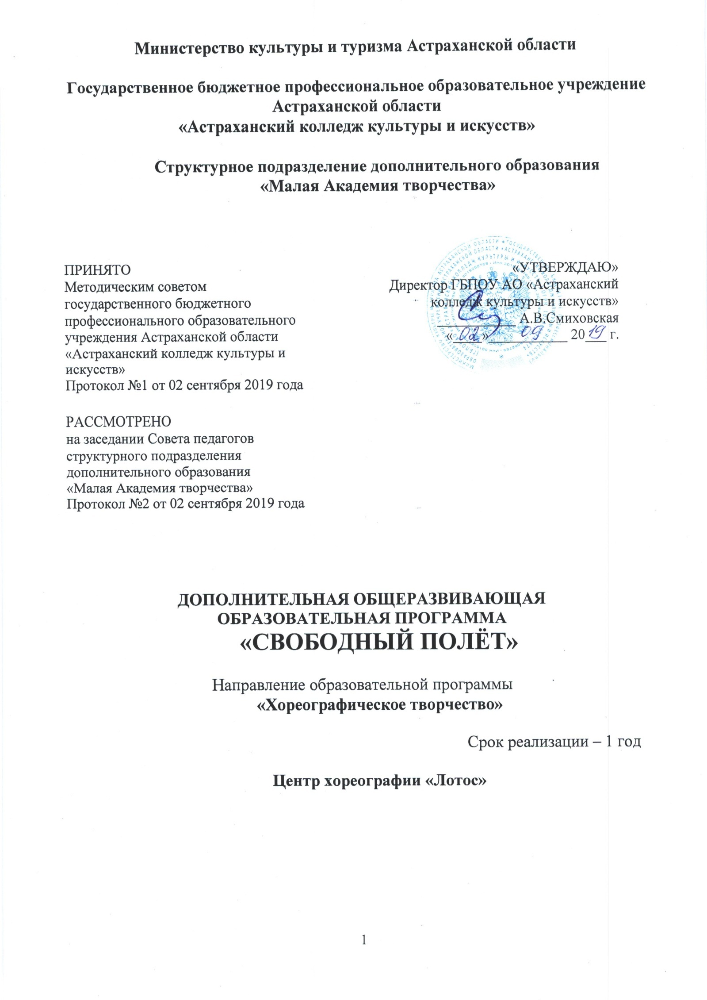 Министерство культуры и туризма Астраханской области
Государственное бюджетное профессиональное образовательное учреждение
Астраханской области
«Астраханский колледж культуры и искусств»
Структурное подразделение дополнительного образования
«Малая Академия творчества»
ПРИНЯТО
Методическим советом
государственного бюджетного
профессионального образовательного
учреждения Астраханской области
«Астраханский колледж культуры и
искусств»
Протокол №1 от 02 сентября 2019 года
«УТВЕРЖДАЮ»
Директор ГБПОУ АО «Астраханский
колледж культуры и искусств»
А.В.Смиховская
«02» 09 2019 г.
РАССМОТРЕНО
на заседании Совета педагогов
структурного подразделения
дополнительного образования
«Малая Академия творчества»
Протокол №2 от 02 сентября 2019 года
ДОПОЛНИТЕЛЬНАЯ ОБЩЕРАЗВИВАЮЩАЯ
ОБРАЗОВАТЕЛЬНАЯ ПРОГРАММА
«СВОБОДНЫЙ ПОЛЁТ»
Направление образовательной программы
«Хореографическое творчество»
Срок реализации – 1 год
Центр хореографии «Лотос»
1